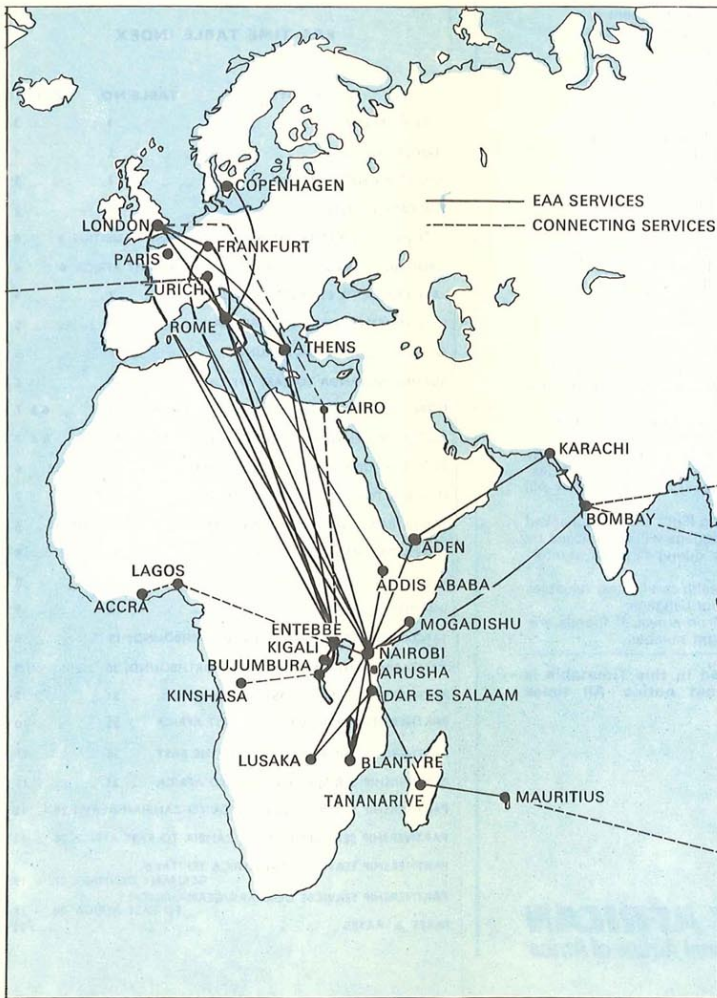 COPENHAGEN
EAA SERVICES
CONNECTING SERVICES
LONDON
FRANKFURT
PARIS
ZURICH
ROME
ATHENS
CAIRO
KARACHI
BOMBAY
ADEN
ADDIS ABABA
LAGOS
ACCRA
MOGADISHU
ENTEBBE
NAIROBI
KIGALI
BUJUMBURA
ARUSHA
KINSHASA
DAR ES SALAAM
LUSAKA
BLANTYRE
TANANARIVE
MAURITIUS